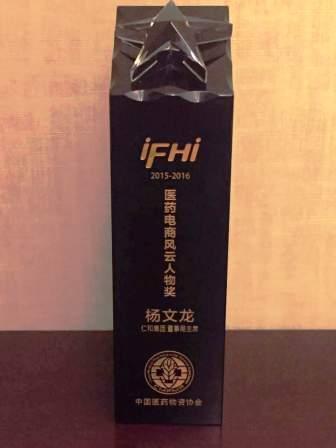 iFHi
2015-2016
医药电商风云人物奖
杨文龙
仁和集团 董事局主席
中国医药物资协会